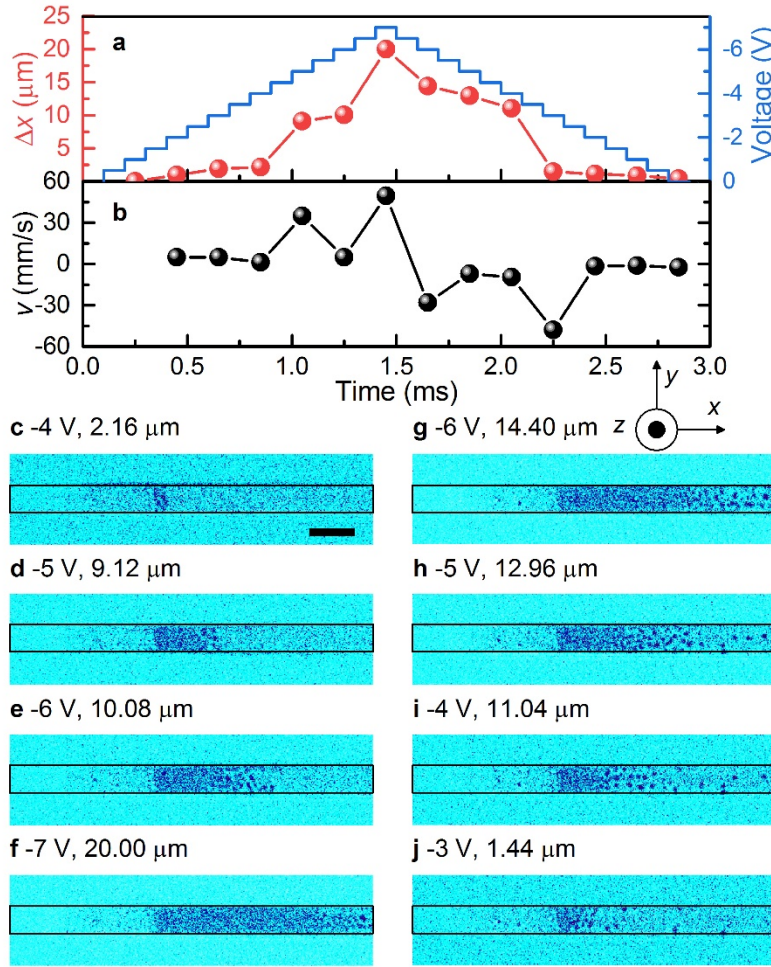 a
25
20
15
10
5
Δx (μm)
-6
-4
-2
0
Voltage (V)
b
60
30
0
-30
-60
v (mm/s)
0.0 0.5 1.0 1.5 2.0 2.5 3.0
Time (ms)
y
z x
c -4 V, 2.16 μm
g -6 V, 14.40 μm
d -5 V, 9.12 μm
h -5 V, 12.96 μm
e -6 V, 10.08 μm
i -4 V, 11.04 μm
f -7 V, 20.00 μm
j -3 V, 1.44 μm